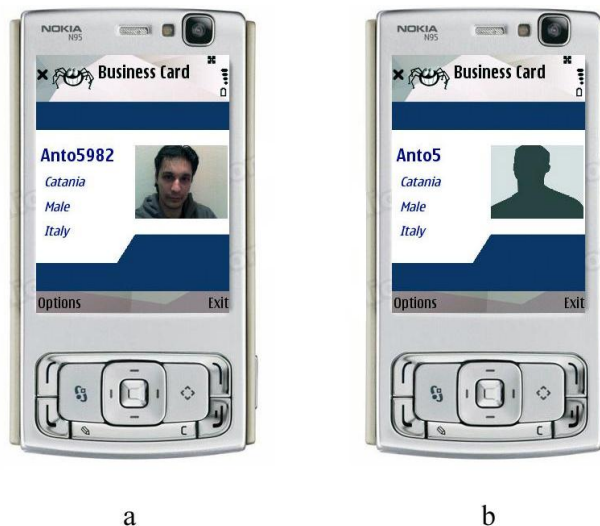 NOKIA
N95
Business Card
Anto5982
Catania
Male
Italy
Options
Exit
C
a
NOKIA
N95
Business Card
Anto5
Catania
Male
Italy
Options
Exit
C
b